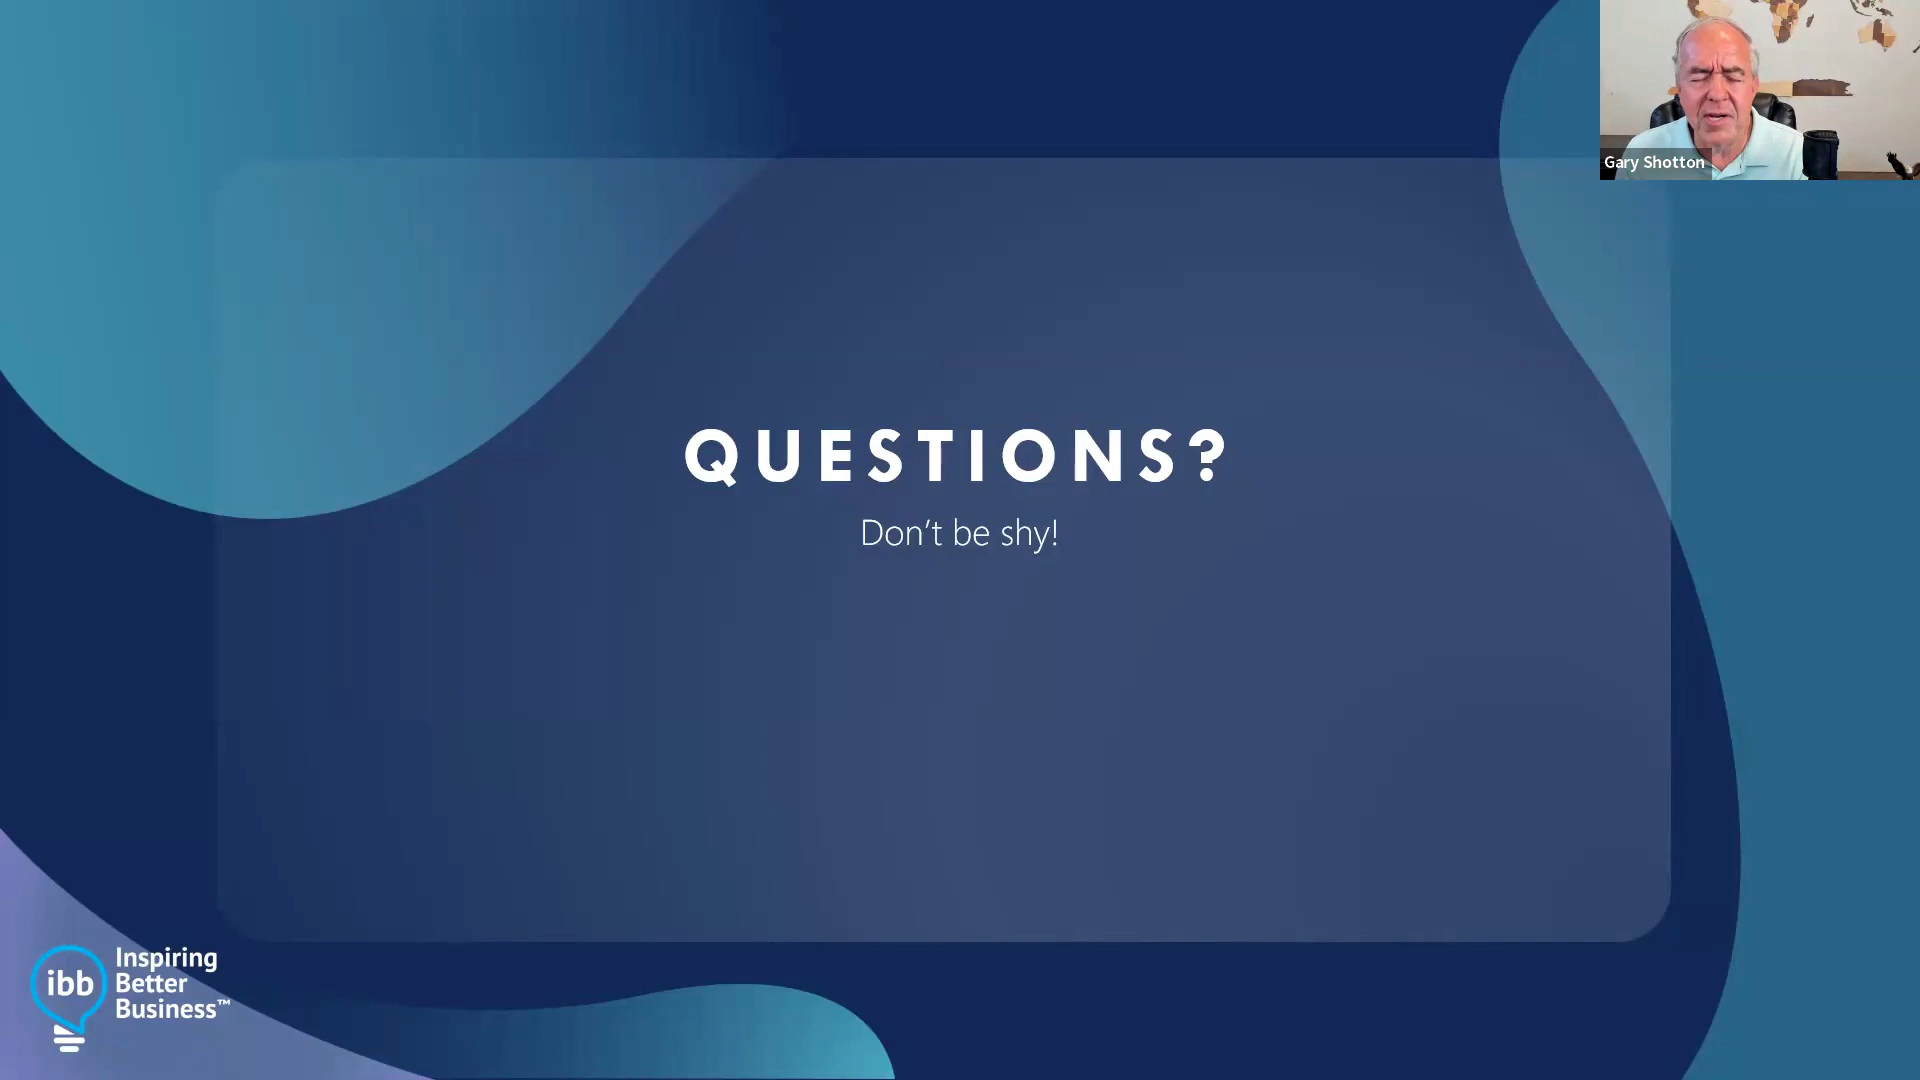 Gary Shotton
QUESTIONS?
Don't be shy!
ibb
Inspiring
Better
Business™